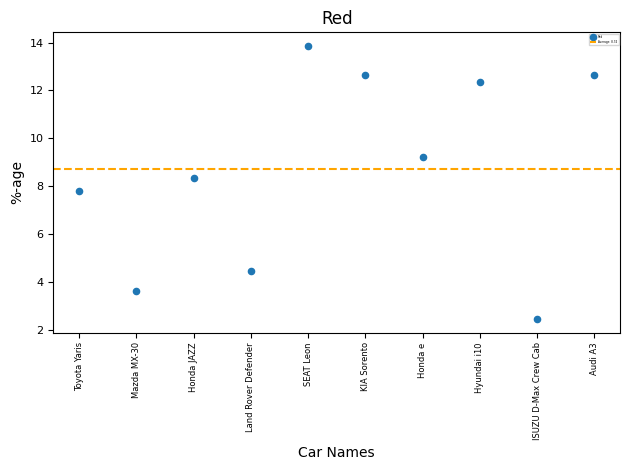 Red
14
12
10
8
6
4
2
%-age
Toyota Yaris
Mazda MX-30
Honda JAZZ
Land Rover Defender
SEAT Leon
KIA Sorento
Honda e
Hyundai i10
ISUZU D-Max Crew Cab
Audi A3
Car Names